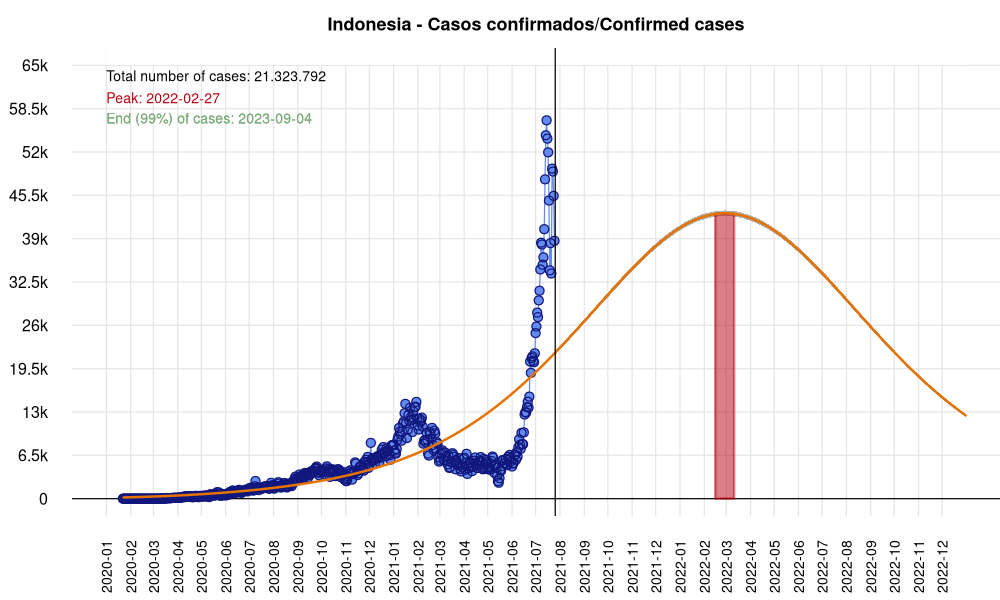 Indonesia - Casos confirmados/Confirmed cases
Total number of cases: 21.323.792
Peak: 2022-02-27
End (99%) of cases: 2023-09-04
65k
58.5k
52k
45.5k
39k
32.5k
26k
19.5k
13k
6.5k
0
2020-01
2020-02
2020-03
2020-04
2020-05
2020-06
2020-07
2020-08
2020-09
2020-10
2020-11
2020-12
2021-01
2021-02
2021-03
2021-04
2021-05
2021-06
2021-07
2021-08
2021-09
2021-10
2021-11
2021-12
2022-01
2022-02
2022-03
2022-04
2022-05
2022-06
2022-07
2022-08
2022-09
2022-10
2022-11
2022-12